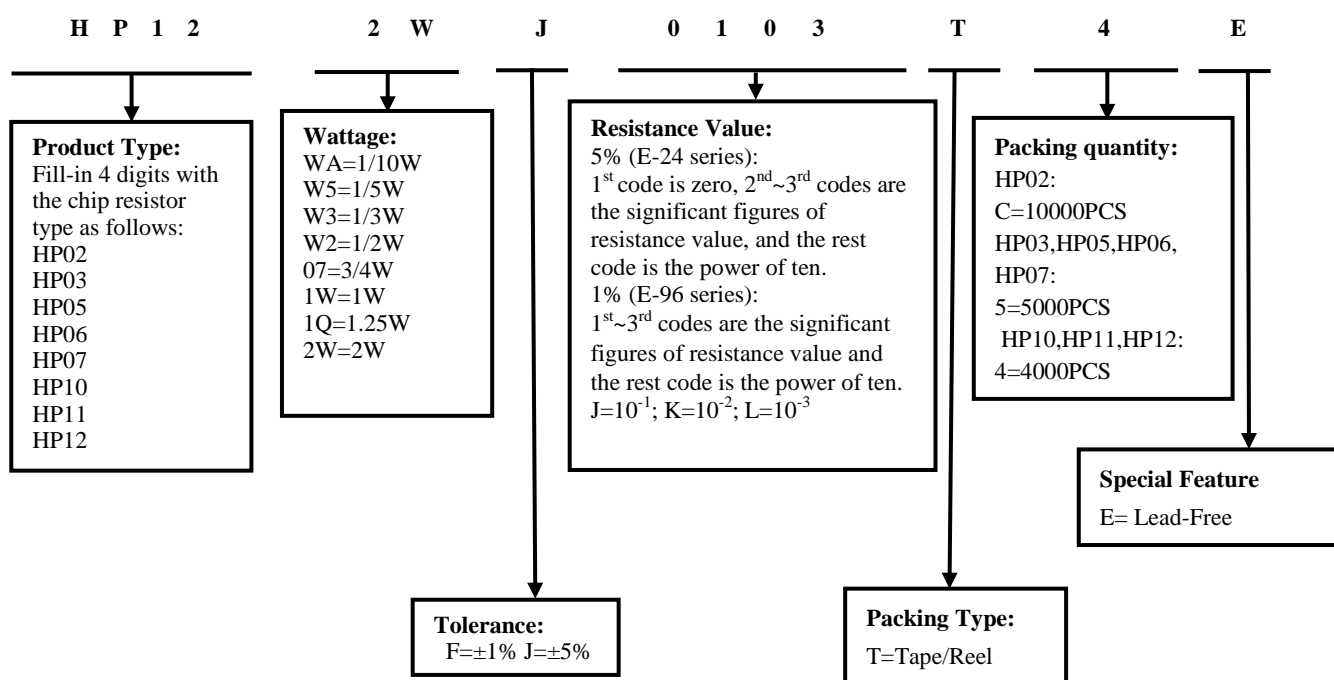 H P 1 2 2 W J 0 1 0 3 T 4 E
Product Type:
Fill-in 4 digits with
the chip resistor
type as follows:
HP02
HP03
HP05
HP06
HP07
HP10
HP11
HP12
Wattage:
WA=1/10W
W5=1/5W
W3=1/3W
W2=1/2W
07=3/4W
1W=1W
1Q=1.25W
2W=2W
Resistance Value:
5% (E-24 series):
1st code is zero, 2nd~3rd codes are
the significant figures of
resistance value, and the rest
code is the power of ten.
1% (E-96 series):
1st~3rd codes are the significant
figures of resistance value and
the rest code is the power of ten.
J=10-1; K=10-2; L=10-3
Packing quantity:
HP02:
C=10000PCS
HP03,HP05,HP06,
HP07:
5=5000PCS
HP10,HP11,HP12:
4=4000PCS
Special Feature
E= Lead-Free
Tolerance:
F=±1% J=±5%
Packing Type:
T=Tape/Reel